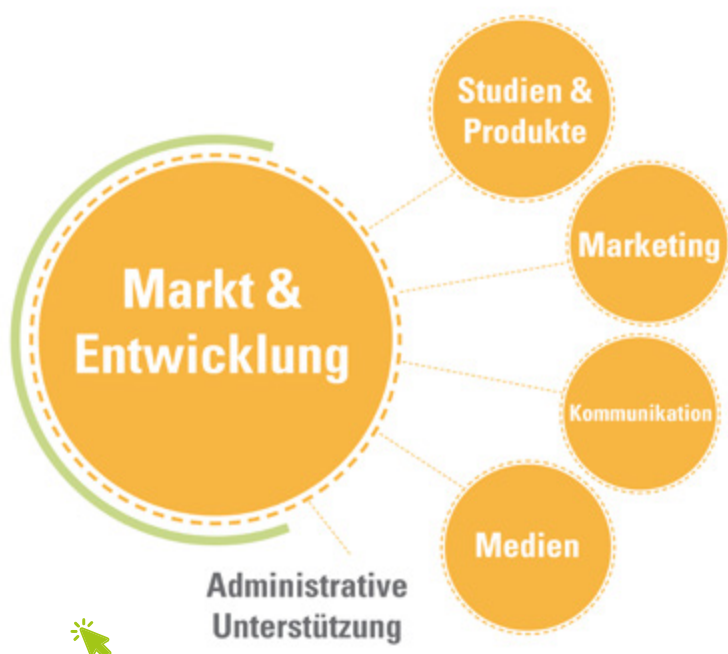 Studien &
Produkte
Marketing
Markt &
Entwicklung
Kommunikation
Medien
Administrative
Unterstützung